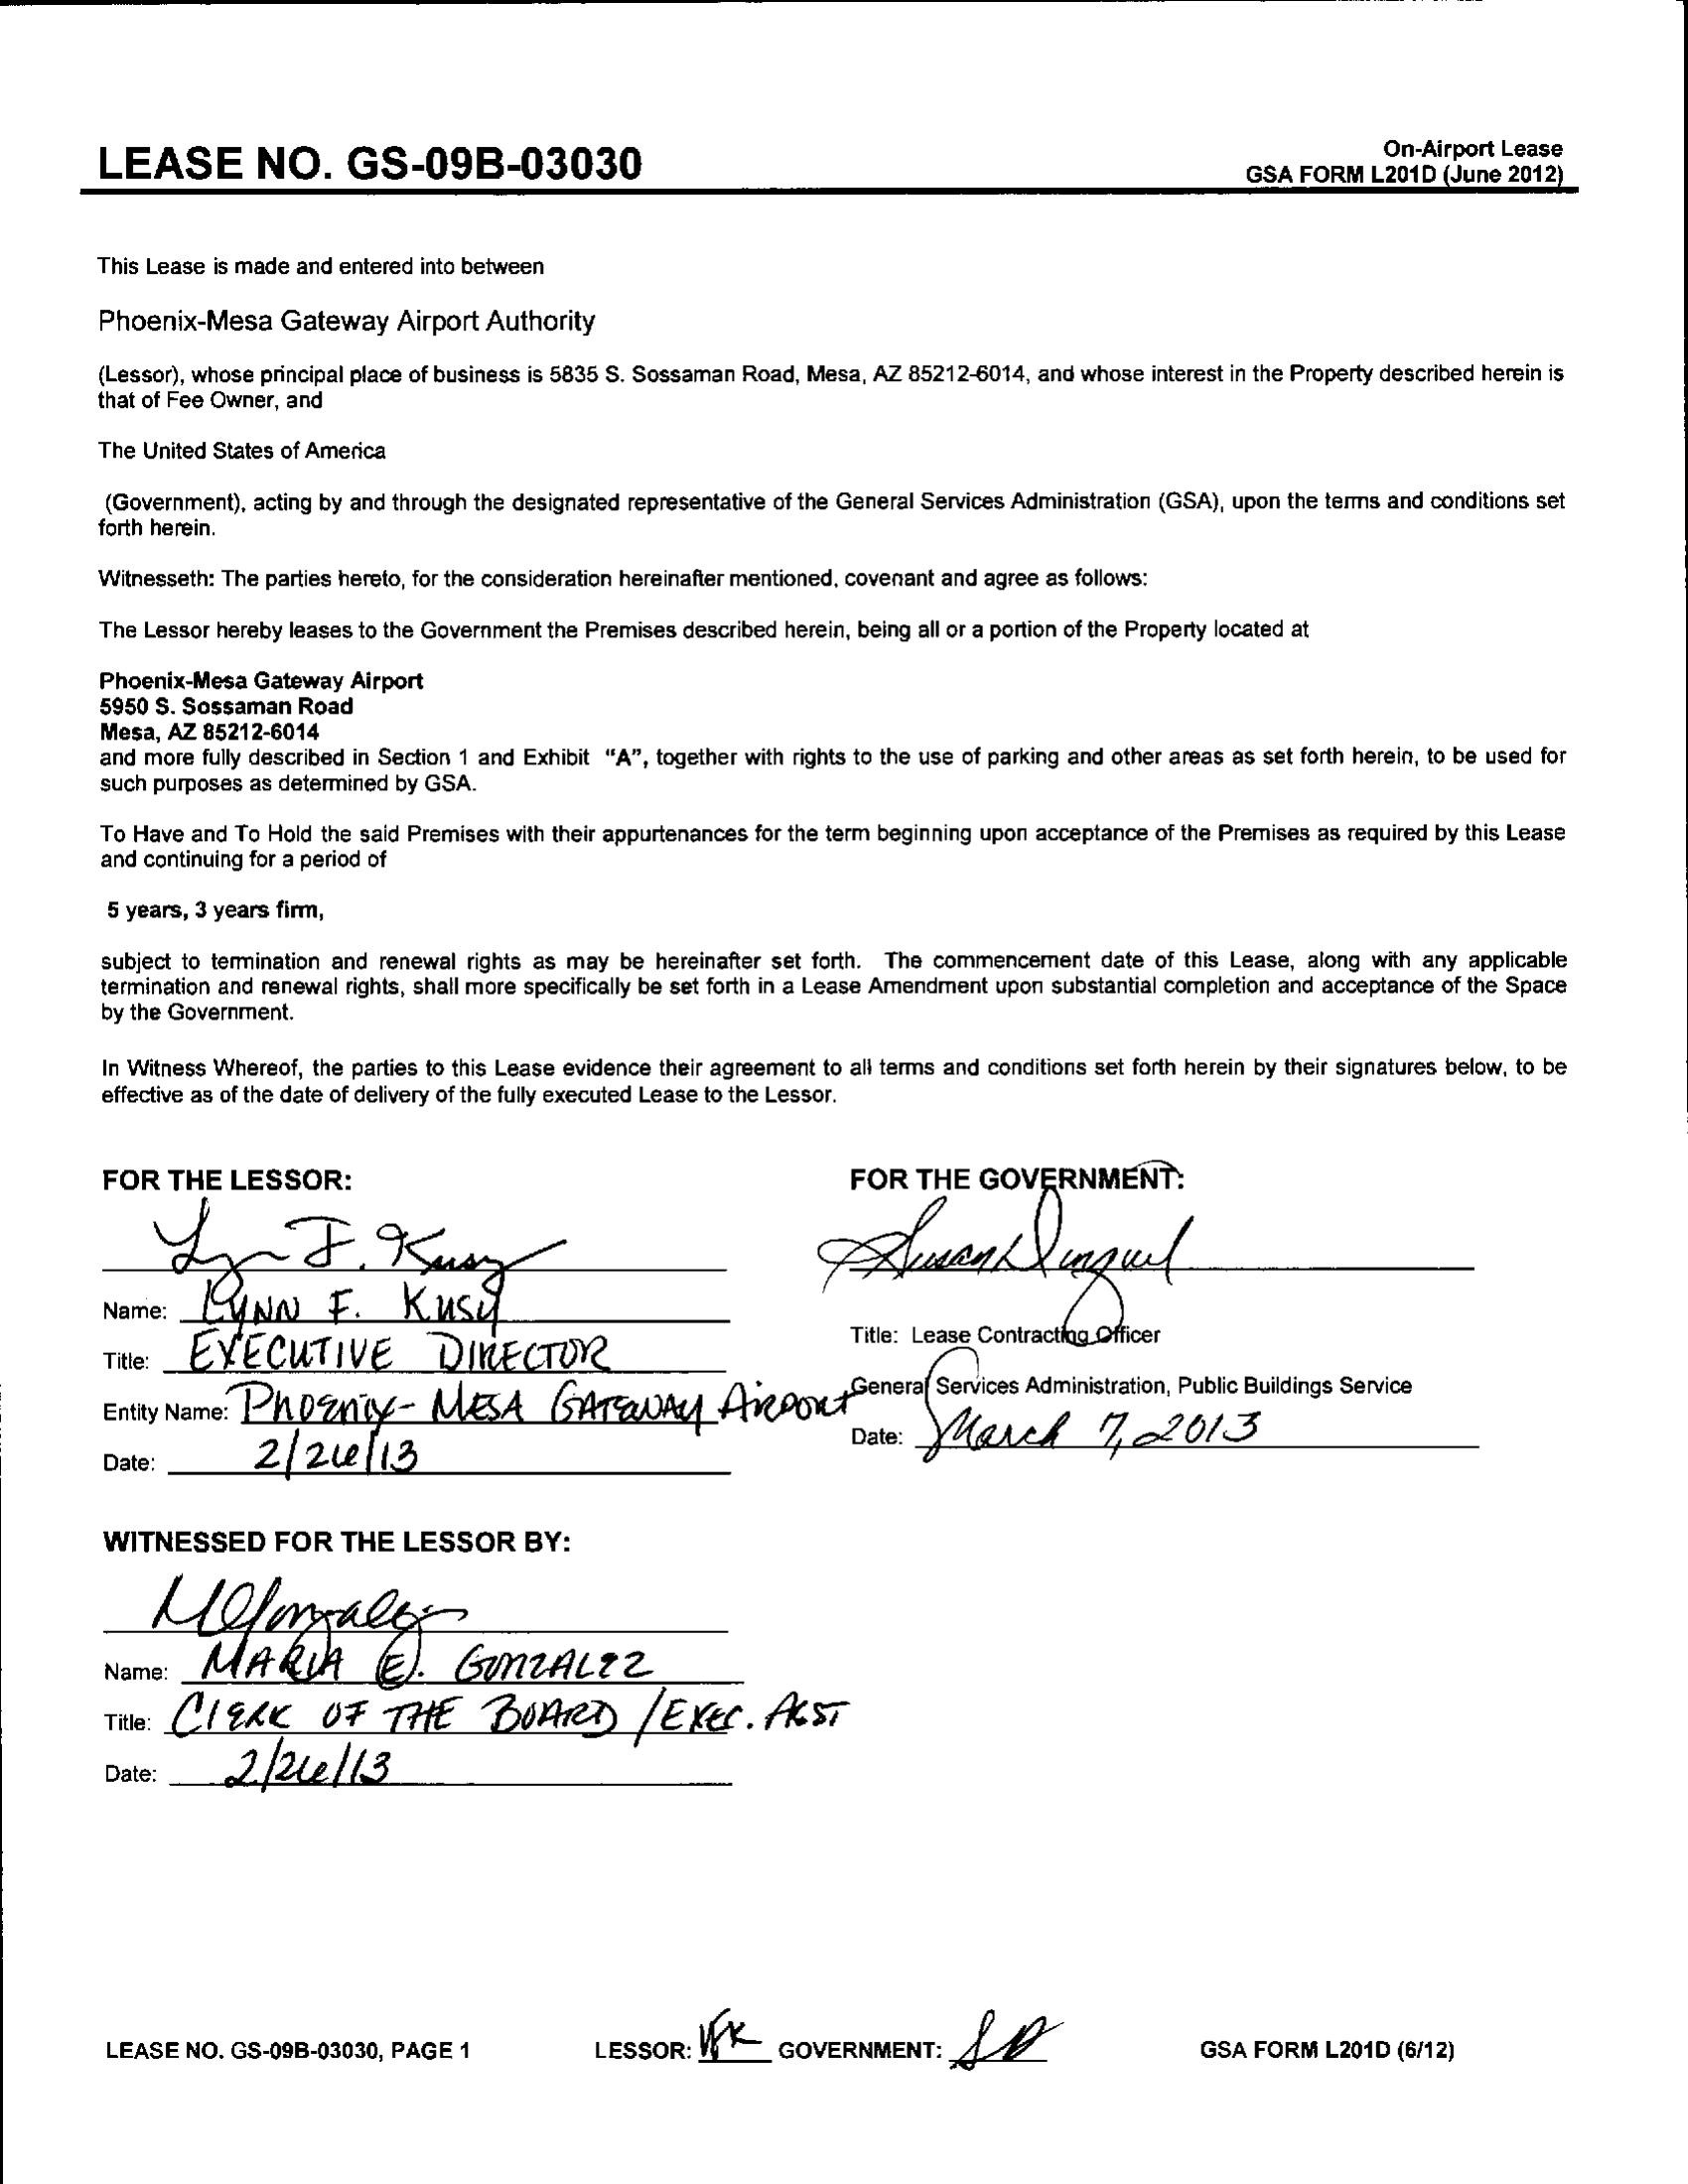 LEASE NO. GS-09B-03030
On-Airport Lease
GSA FORM L201D (June 2012)
This Lease is made and entered into between
Phoenix-Mesa Gateway Airport Authority
(Lessor), whose principal place of business is 5835 S. Sossaman Road, Mesa, AZ 85212-6014, and whose interest in the Property described herein is
that of Fee Owner, and
The United States of America
(Government), acting by and through the designated representative of the General Services Administration (GSA), upon the terms and conditions set
forth herein.
Witnesseth: The parties hereto, for the consideration hereinafter mentioned, covenant and agree as follows:
The Lessor hereby leases to the Government the Premises described herein, being all or a portion of the Property located at
Phoenix-Mesa Gateway Airport
5950 S. Sossaman Road
Mesa, AZ 85212-6014
and more fully described in Section 1 and Exhibit "A", together with rights to the use of parking and other areas as set forth herein, to be used for
such purposes as determined by GSA.
To Have and To Hold the said Premises with their appurtenances for the term beginning upon acceptance of the Premises as required by this Lease
and continuing for a period of
5 years, 3 years firm,
subject to termination and renewal rights as may be hereinafter set forth. The commencement date of this Lease, along with any applicable
termination and renewal rights, shall more specifically be set forth in a Lease Amendment upon substantial completion and acceptance of the Space
by the Government.
In Witness Whereof, the parties to this Lease evidence their agreement to all terms and conditions set forth herein by their signatures below, to be
effective as of the date of delivery of the fully executed Lease to the Lessor.
FOR THE LESSOR:
Lyn F. Kusy
Name: LYNN F. KUSY
Title: EXECUTIVE DIRECTOR
Entity Name: PHOENIX-MESA GATEWAY AIRPORT
Date: 2/26/13
FOR THE GOVERNMENT:
Susan
Title: Lease Contracting Officer
General Services Administration, Public Buildings Service
Date: March 7, 2013
WITNESSED FOR THE LESSOR BY:
MEGonzalez
Name: MARIA E. GONZALEZ
Title: CLERK OF THE BOARD / EXEC. ASST
Date: 2/26/13
LEASE NO. GS-09B-03030, PAGE 1 LESSOR: GOVERNMENT: SD GSA FORM L201D (6/12)